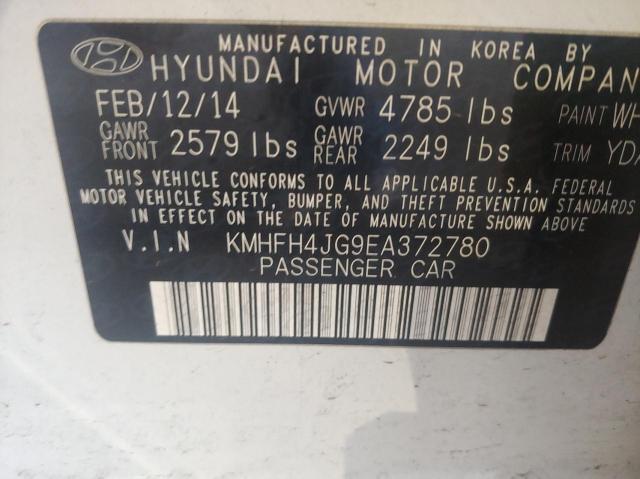 MANUFACTURED IN KOREA BY
HYUNDAI MOTOR COMPAN
FEB/12/14 GVWR 4785 lbs PAINT
GAWR FRONT 2579 lbs GAWR REAR 2249 lbs TRIM
THIS VEHICLE CONFORMS TO ALL APPLICABLE U.S.A. FEDERAL
MOTOR VEHICLE SAFETY, BUMPER, AND THEFT PREVENTION STANDARDS
IN EFFECT ON THE DATE OF MANUFACTURE SHOWN ABOVE.
V.I.N KMHFH4JG9EA372780
PASSENGER CAR